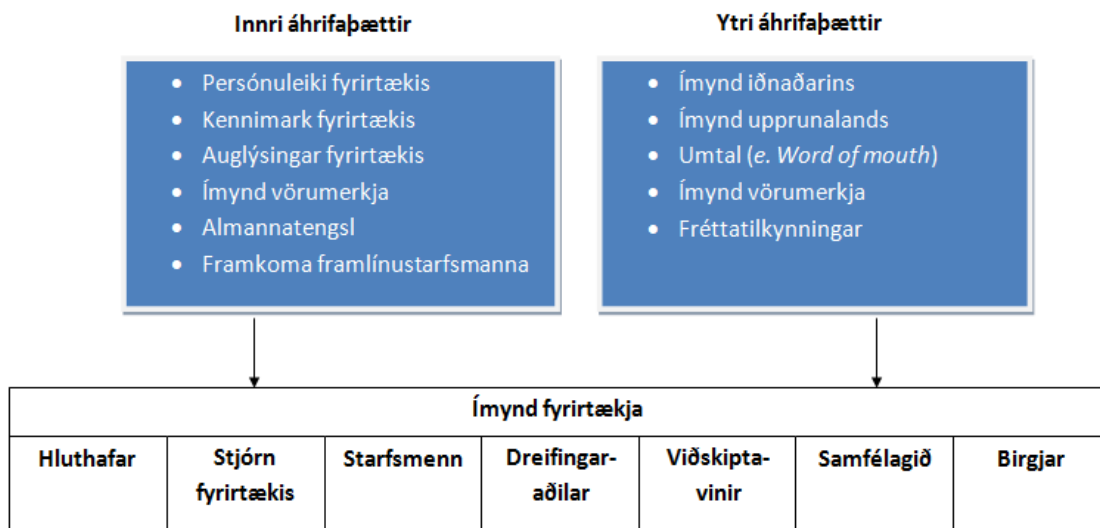 Innri áhrifaþættir
• Persónuleiki fyrirtækis
• Kennimark fyrirtækis
• Auglýsingar fyrirtækis
• Ímynd vörumerkja
• Almannatengsl
• Framkoma framlínustarfsmanna
Ytri áhrifaþættir
• Ímynd iðnaðarins
• Ímynd upprunalands
• Umtal (e. Word of mouth)
• Ímynd vörumerkja
• Fréttatilkynningar
Ímynd fyrirtækja
Hluthafar
Stjórn
fyrirtækis
Starfsmenn
Dreifingar-
aðilar
Viðskipta-
vinir
Samfélagið
Birgjar